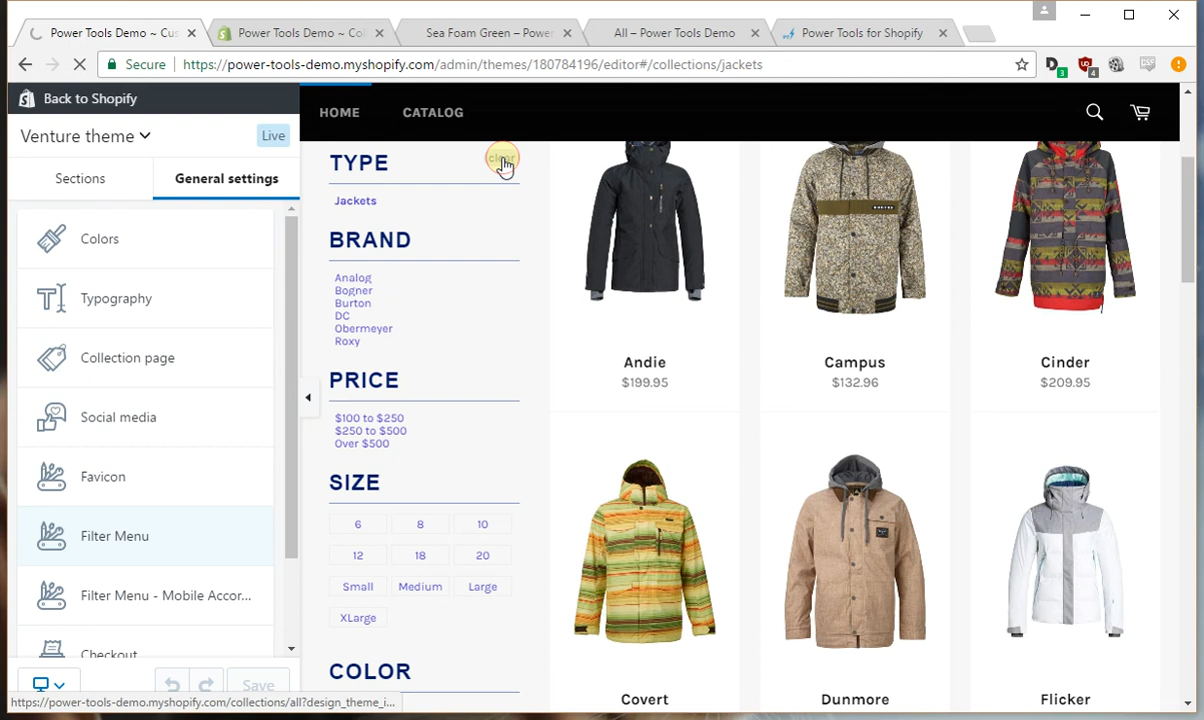 Power Tools Demo ~ Cus
Power Tools Demo ~ Col
Sea Foam Green – Power
All – Power Tools Demo
Power Tools for Shopify
Secure
https://power-tools-demo.myshopify.com/admin/themes/180784196/editor#/collections/jackets
3
4
Back to Shopify
Venture theme
Live
Sections
General settings
Colors
Typography
Collection page
Social media
Favicon
Filter Menu
Filter Menu - Mobile Accor...
Checkout
Save
https://power-tools-demo.myshopify.com/collections/all?design_theme_i...
HOME
CATALOG
TYPE
clear
Jackets
BRAND
Analog
Bogner
Burton
DC
Obermeyer
Roxy
PRICE
$100 to $250
$250 to $500
Over $500
SIZE
6 8 10
12 18 20
Small Medium Large
XLarge
COLOR
Andie
$199.95
Campus
$132.96
Cinder
$209.95
Covert
Dunmore
Flicker